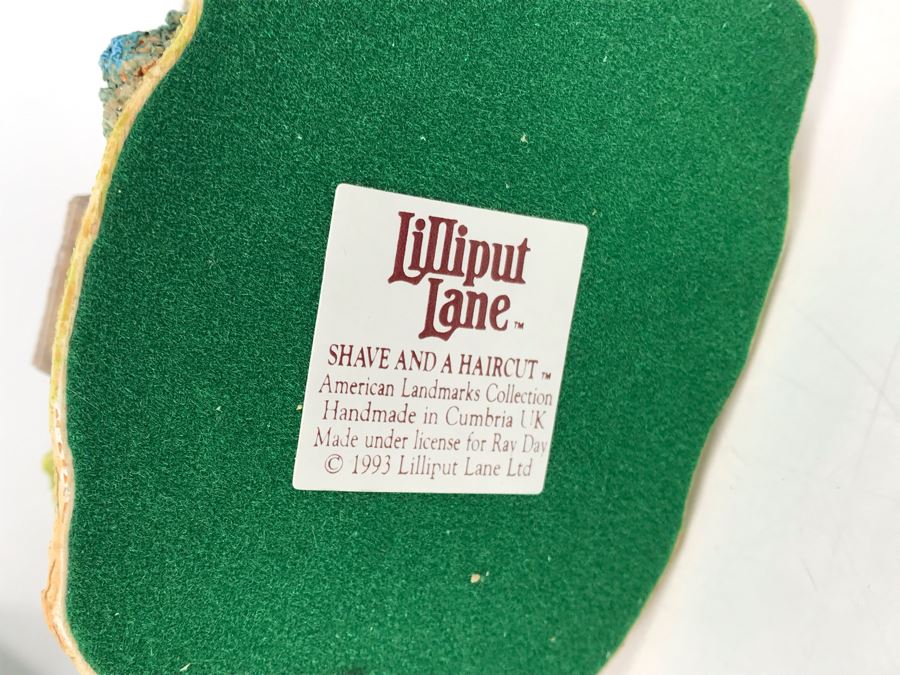 Lilliput
Lane™
SHAVE AND A HAIRCUT™
American Landmarks Collection
Handmade in Cumbria UK
Made under license for Ray Day
© 1993 Lilliput Lane Ltd